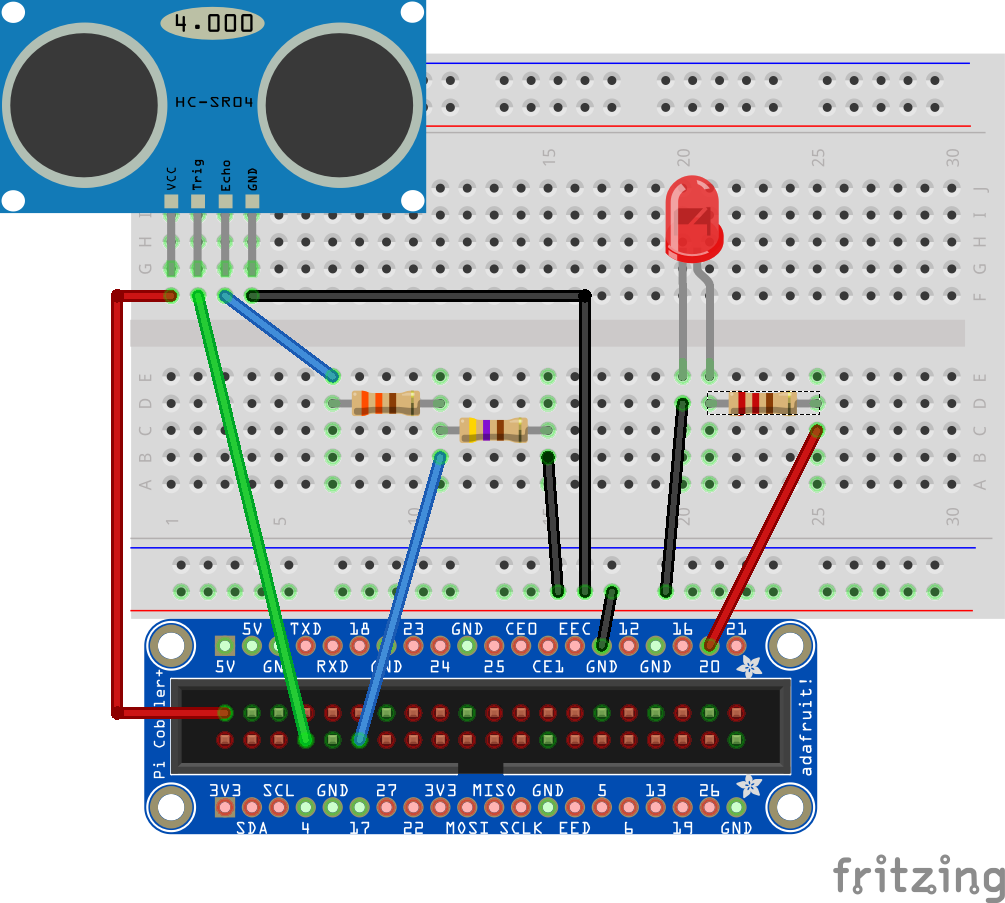 4.000
HC-SR04
VCC Trig Echo GND
15 20 25 30
J
I
H
G
F
E
D
C
B
A
1 5 10 15 20 25 30
5V TXD 18 23 GND CE0 EEC 12 16 21
5V GND RXD GND 24 25 CE1 GND GND 20
Pi Cobbler+
adafruit!
3V3 SCL GND 27 3V3 MISO GND 5 13 26
SDA 4 17 22 MOSI SCLK EED 6 19 GND
fritzing